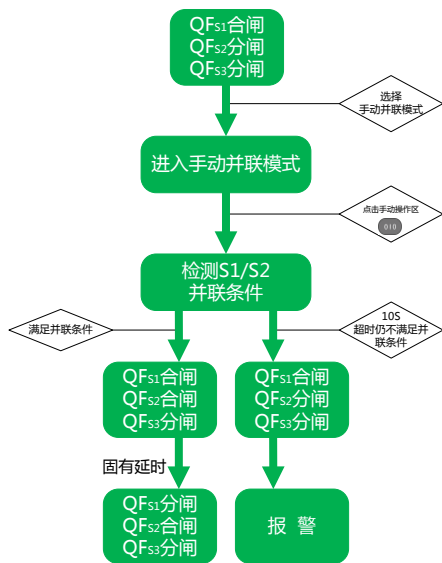 QFS1合闸
QFS2分闸
QFS3分闸
选择
手动并联模式
进入手动并联模式
点击手动操作区
010
检测S1/S2
并联条件
满足并联条件
10S
超时仍不满足并
联条件
QFS1合闸
QFS2合闸
QFS3分闸
QFS1合闸
QFS2分闸
QFS3分闸
固有延时
QFS1分闸
QFS2合闸
QFS3分闸
报 警